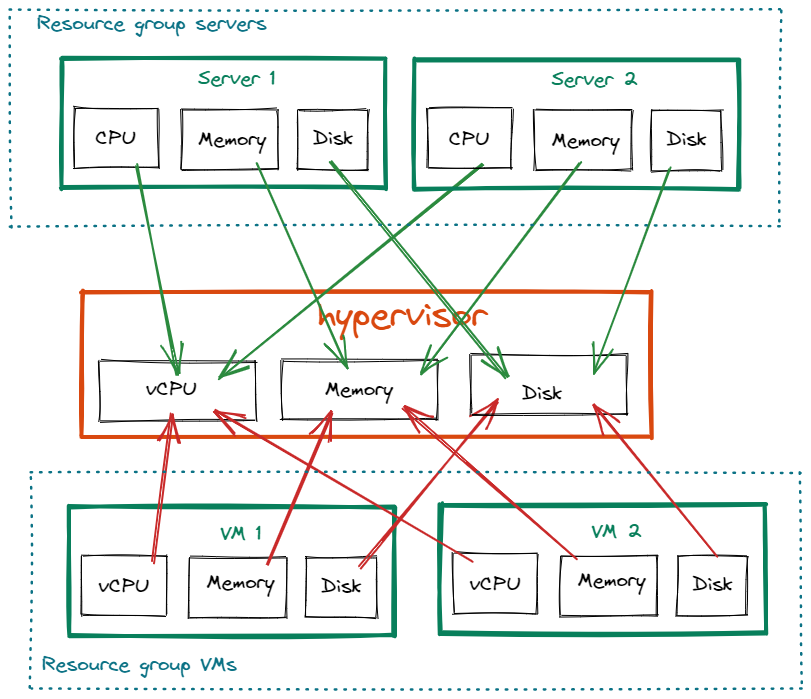 Resource group servers
Server 1
Server 2
CPU
Memory
Disk
CPU
Memory
Disk
hypervisor
vCPU
Memory
Disk
VM 1
VM 2
vCPU
Memory
Disk
vCPU
Memory
Disk
Resource group VMs